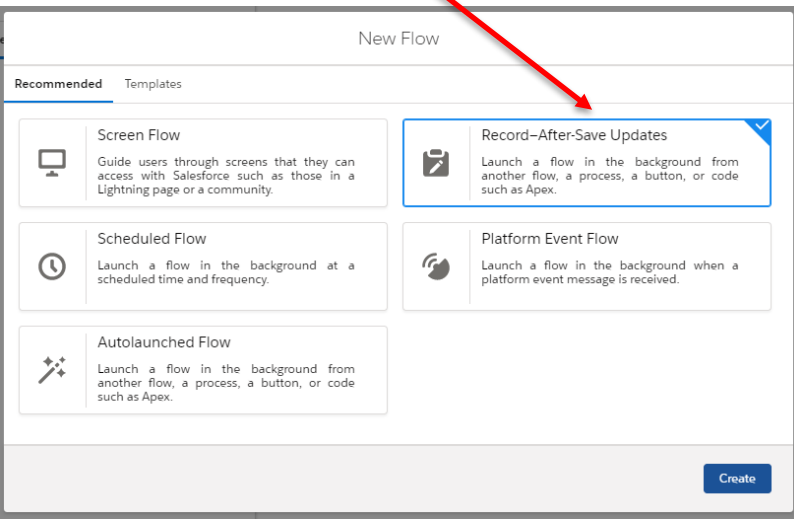 New Flow
Recommended Templates
Screen Flow
Guide users through screens that they can
access with Salesforce such as those in a
Lightning page or a community.
Record–After-Save Updates
Launch a flow in the background from
another flow, a process, a button, or code
such as Apex.
Scheduled Flow
Launch a flow in the background at a
scheduled time and frequency.
Platform Event Flow
Launch a flow in the background when a
platform event message is received.
Autolaunched Flow
Launch a flow in the background from
another flow, a process, a button, or code
such as Apex.
Create